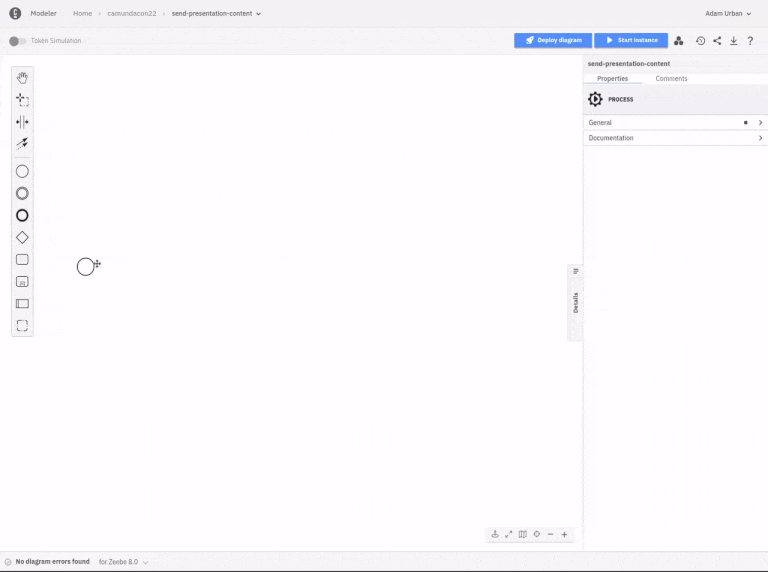 Modeler Home > camundacon22 > send-presentation-content Adam Urban
Token Simulation Deploy diagram Start instance
send-presentation-content
Properties Comments
PROCESS
General
Documentation
Details
No diagram errors found for Zeebe 8.0